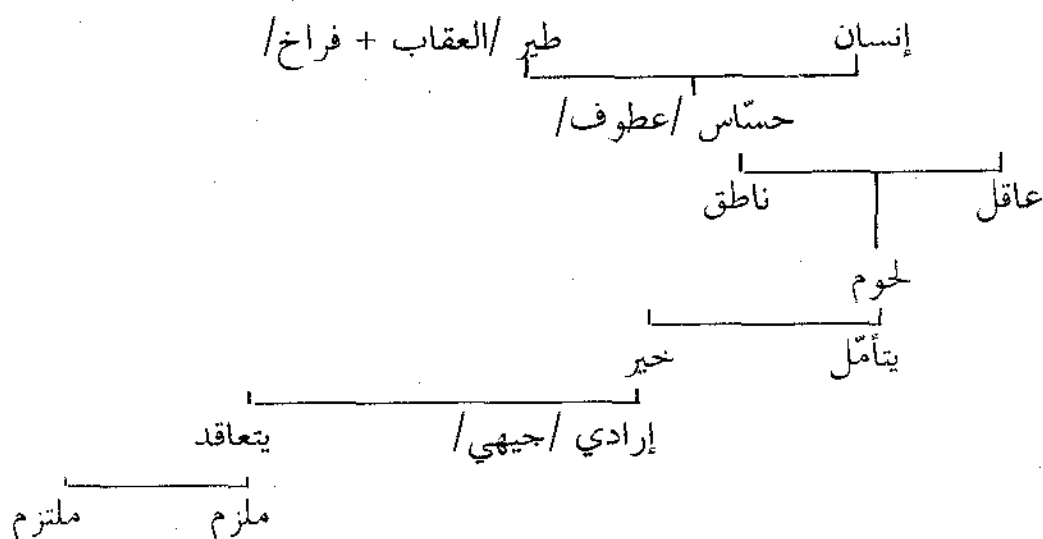 إنسان طير /العقاب + فراخ/
حسّاس /عطوف/
عاقل ناطق
لحوم
يتأمّل خير
إرادي /جيهي/ يتعاقد
ملزم ملتزم